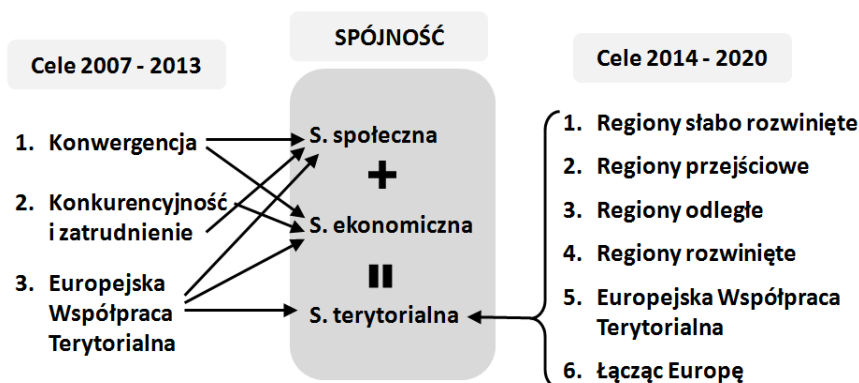 SPÓJNOŚĆ
Cele 2007 - 2013
Cele 2014 - 2020
1. Konwergencja
2. Konkurencyjność
i zatrudnienie
3. Europejska
Współpraca
Terytorialna
S. społeczna
+
S. ekonomiczna
=
S. terytorialna
1. Regiony słabo rozwinięte
2. Regiony przejściowe
3. Regiony odległe
4. Regiony rozwinięte
5. Europejska Współpraca
Terytorialna
6. Łącząc Europę